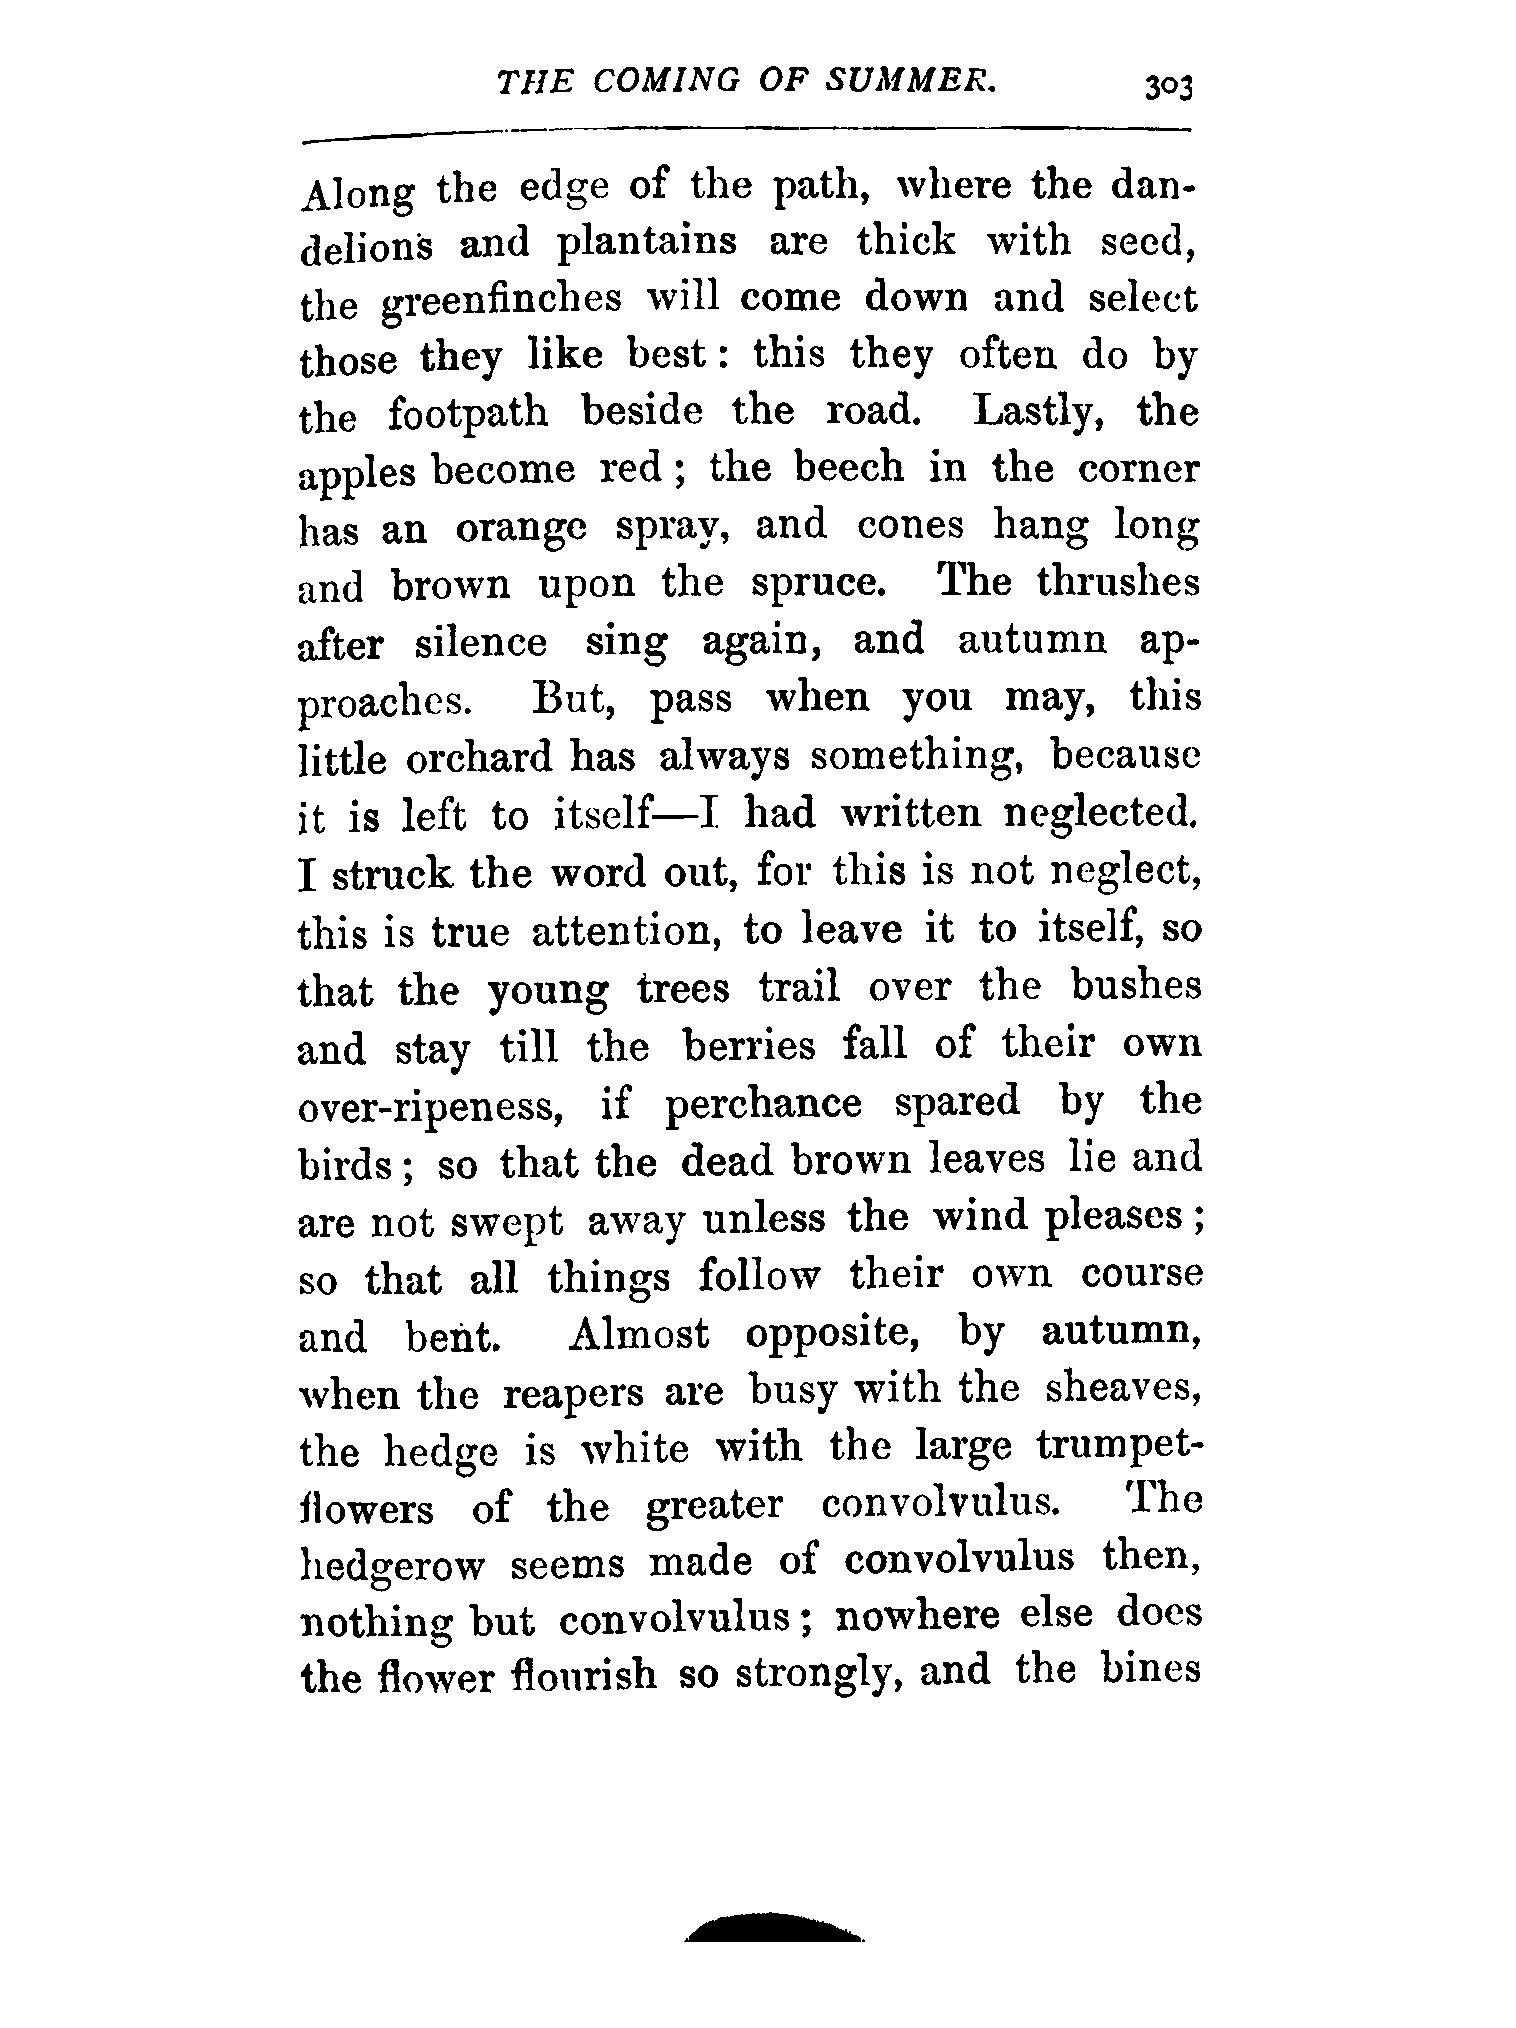 THE COMING OF SUMMER. 303
Along the edge of the path, where the dan-
delions and plantains are thick with seed,
the greenfinches will come down and select
those they like best : this they often do by
the footpath beside the road. Lastly, the
apples become red ; the beech in the corner
has an orange spray, and cones hang long
and brown upon the spruce. The thrushes
after silence sing again, and autumn ap-
proaches. But, pass when you may, this
little orchard has always something, because
it is left to itself—I had written neglected.
I struck the word out, for this is not neglect,
this is true attention, to leave it to itself, so
that the young trees trail over the bushes
and stay till the berries fall of their own
over-ripeness, if perchance spared by the
birds ; so that the dead brown leaves lie and
are not swept away unless the wind pleases ;
so that all things follow their own course
and bent. Almost opposite, by autumn,
when the reapers are busy with the sheaves,
the hedge is white with the large trumpet-
flowers of the greater convolvulus. The
hedgerow seems made of convolvulus then,
nothing but convolvulus ; nowhere else does
the flower flourish so strongly, and the bines